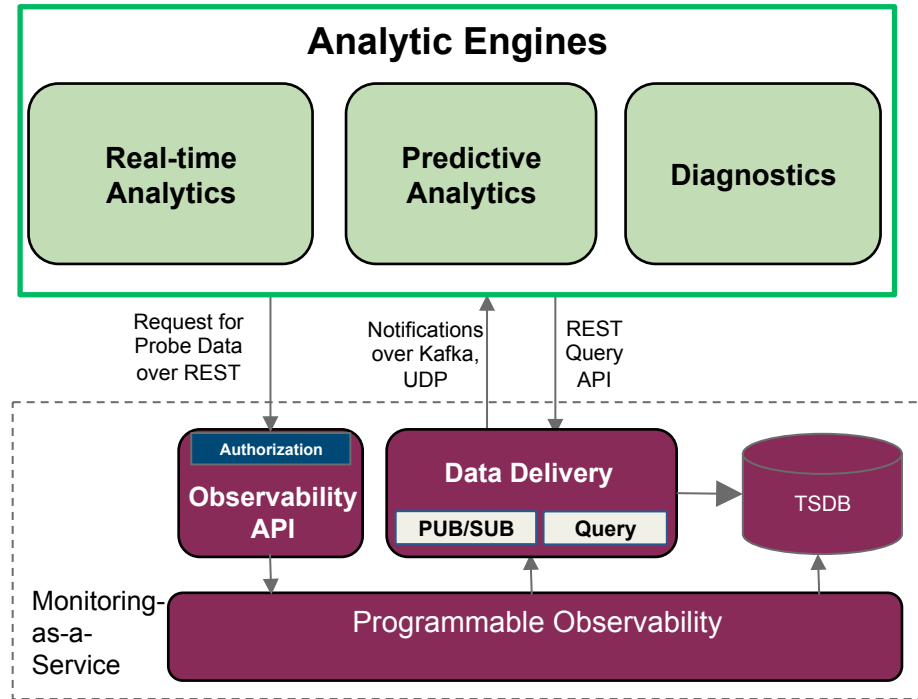 Analytic Engines
Real-time
Analytics
Predictive
Analytics
Diagnostics
Request for
Probe Data
over REST
Notifications
over Kafka,
UDP
REST
Query
API
Authorization
Observability
API
Data Delivery
PUB/SUB
Query
TSDB
Monitoring-
as-a-
Service
Programmable Observability